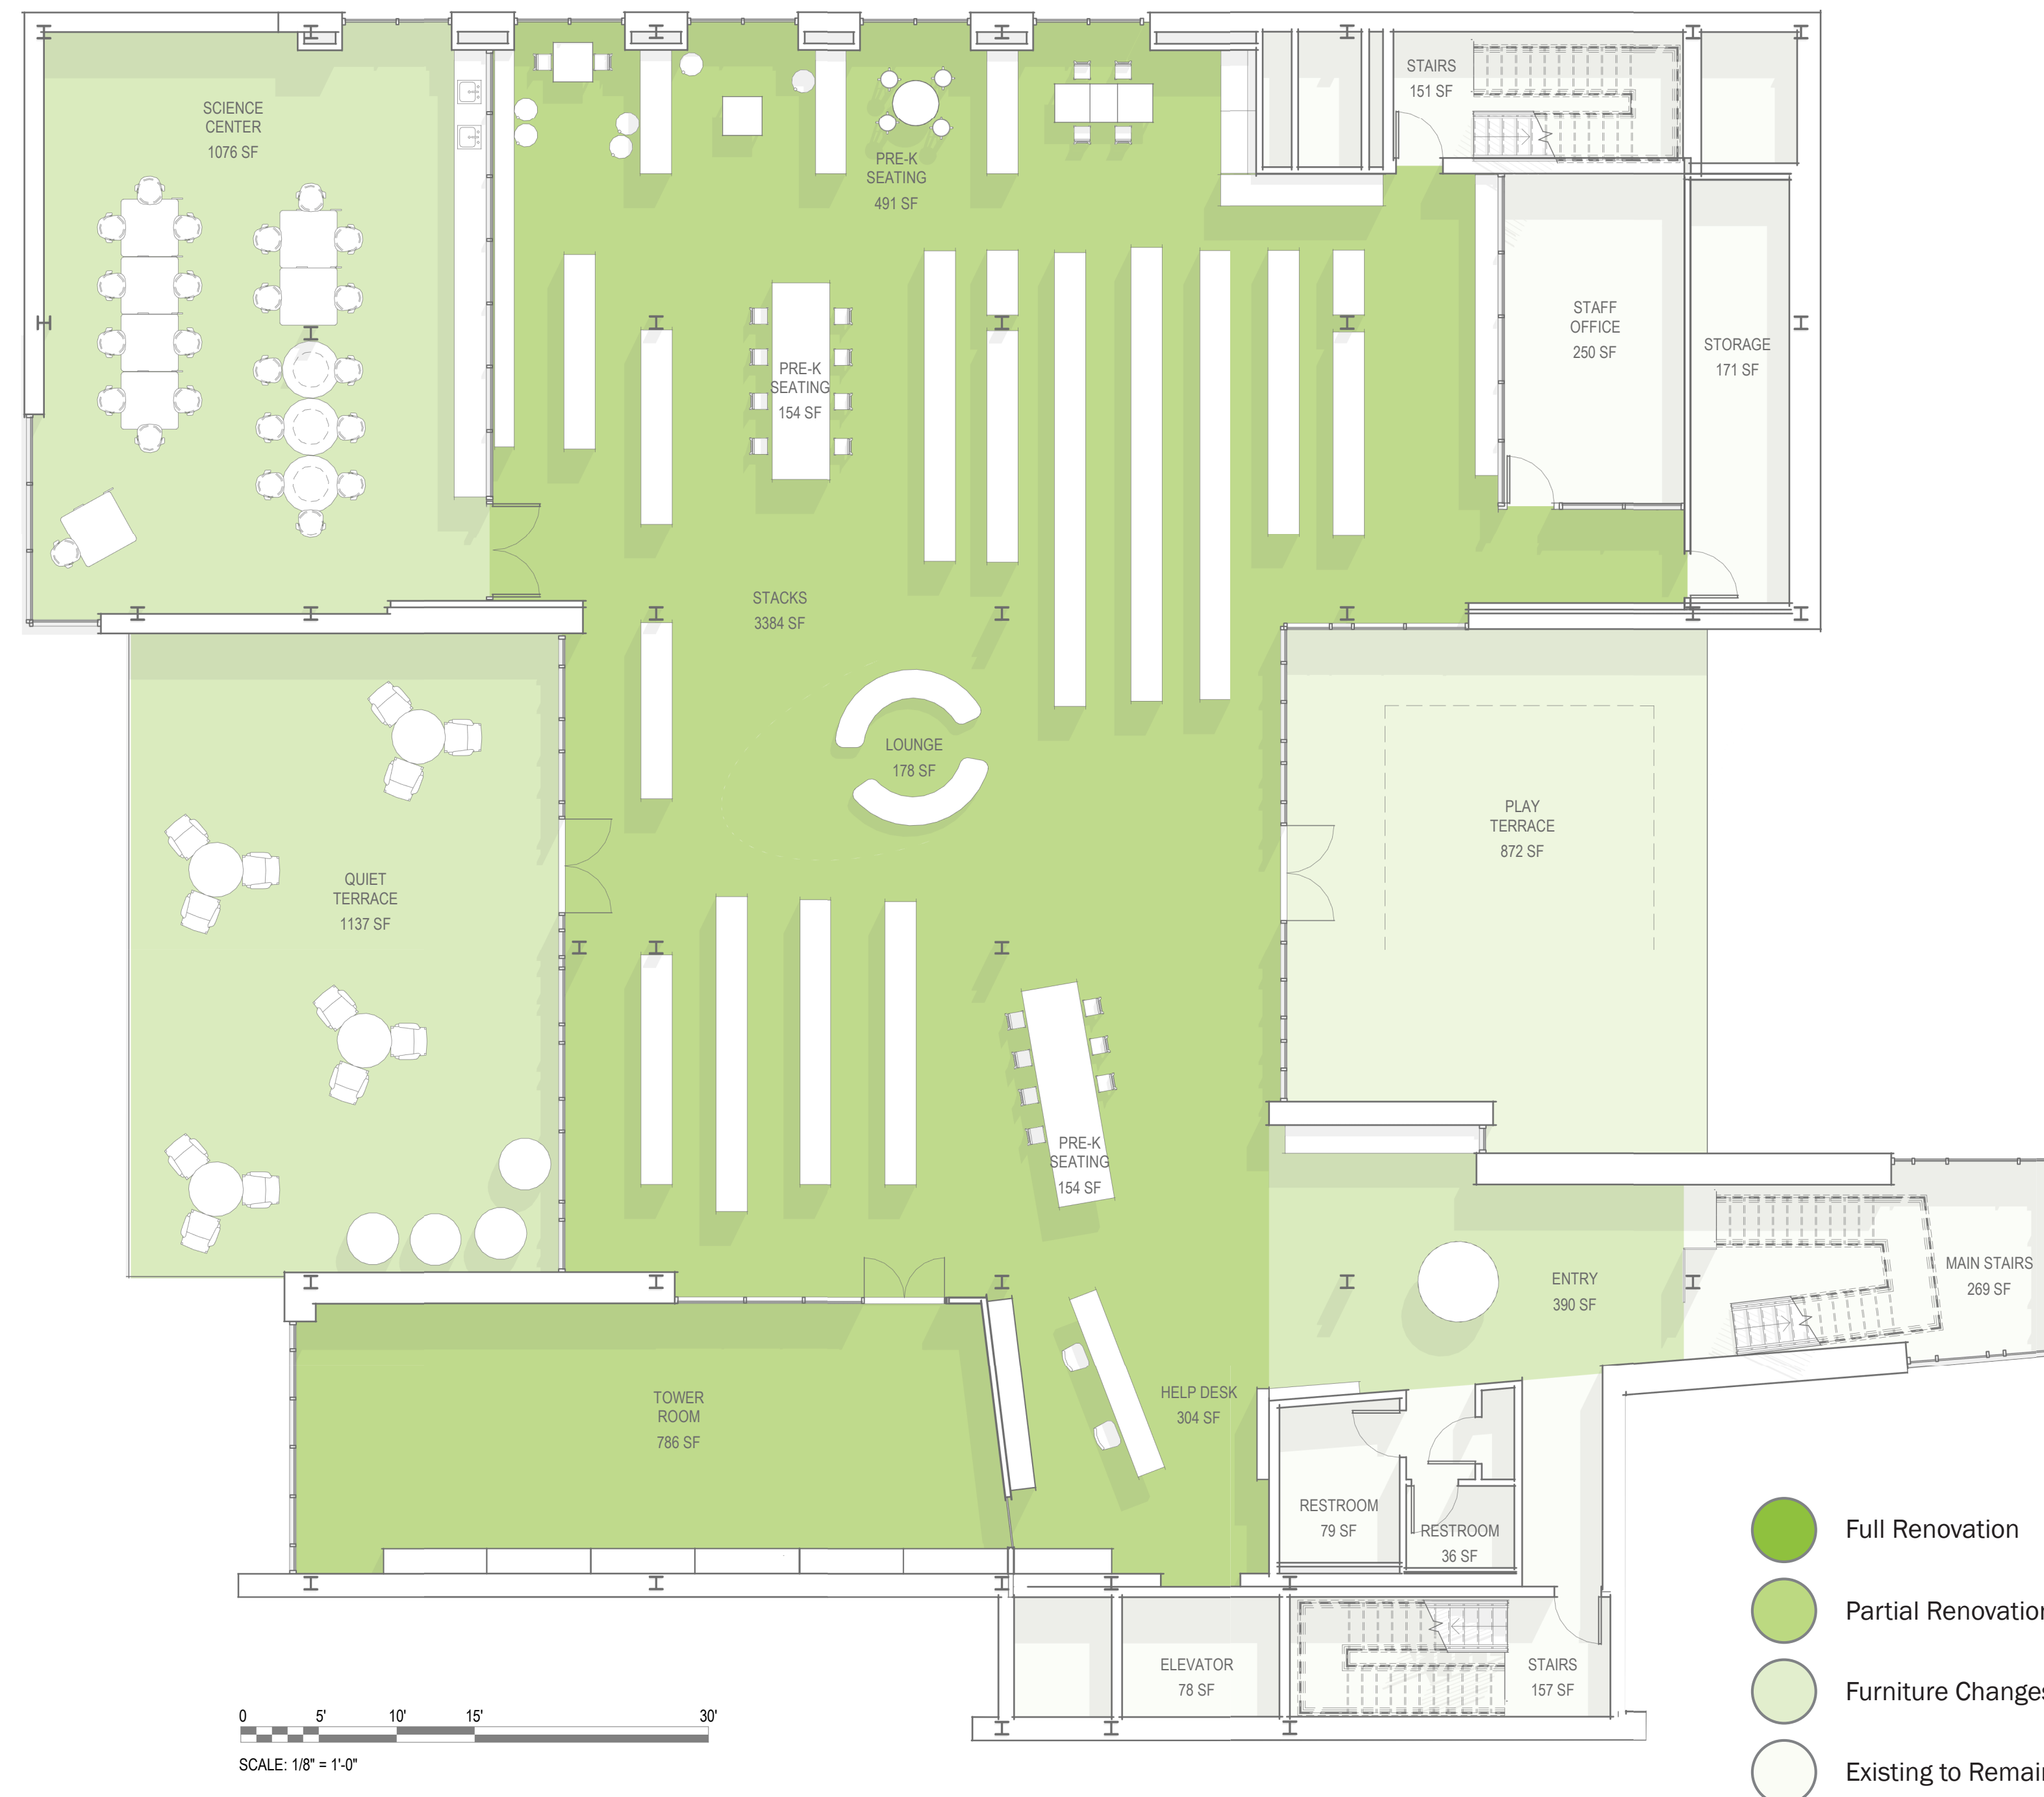 STAIRS
151 SF
SCIENCE
CENTER
1076 SF
PRE-K
SEATING
491 SF
STAFF
OFFICE
250 SF
STORAGE
171 SF
PRE-K
SEATING
154 SF
STACKS
3384 SF
LOUNGE
178 SF
PLAY
TERRACE
872 SF
QUIET
TERRACE
1137 SF
PRE-K
SEATING
154 SF
MAIN STAIRS
269 SF
ENTRY
390 SF
TOWER
ROOM
786 SF
HELP DESK
304 SF
RESTROOM
79 SF
RESTROOM
36 SF
ELEVATOR
78 SF
STAIRS
157 SF
Full Renovation
Partial Renovation
Furniture Changes
Existing to Remain
0 5' 10' 15' 30'
SCALE: 1/8" = 1'-0"